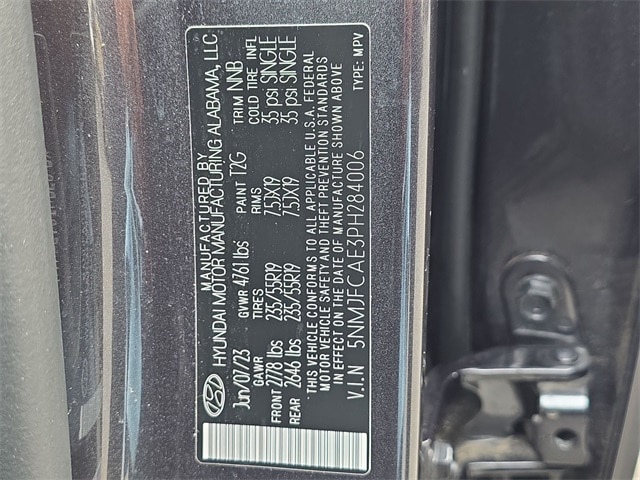 MANUFACTURED BY
HYUNDAI MOTOR MANUFACTURING ALABAMA, LLC
Jun/07/23 GVWR 4761 lbs PAINT T2G TRIM NNB
GAWR TIRES RIMS COLD TIRE INFL
FRONT 2778 lbs 235/55R19 7.5JX19 35 psi SINGLE
REAR 2646 lbs 235/55R19 7.5JX19 35 psi SINGLE
THIS VEHICLE CONFORMS TO ALL APPLICABLE U.S.A. FEDERAL
MOTOR VEHICLE SAFETY AND THEFT PREVENTION STANDARDS
IN EFFECT ON THE DATE OF MANUFACTURE SHOWN ABOVE
V.I.N 5NMJFCAE3PH284006 TYPE: MPV